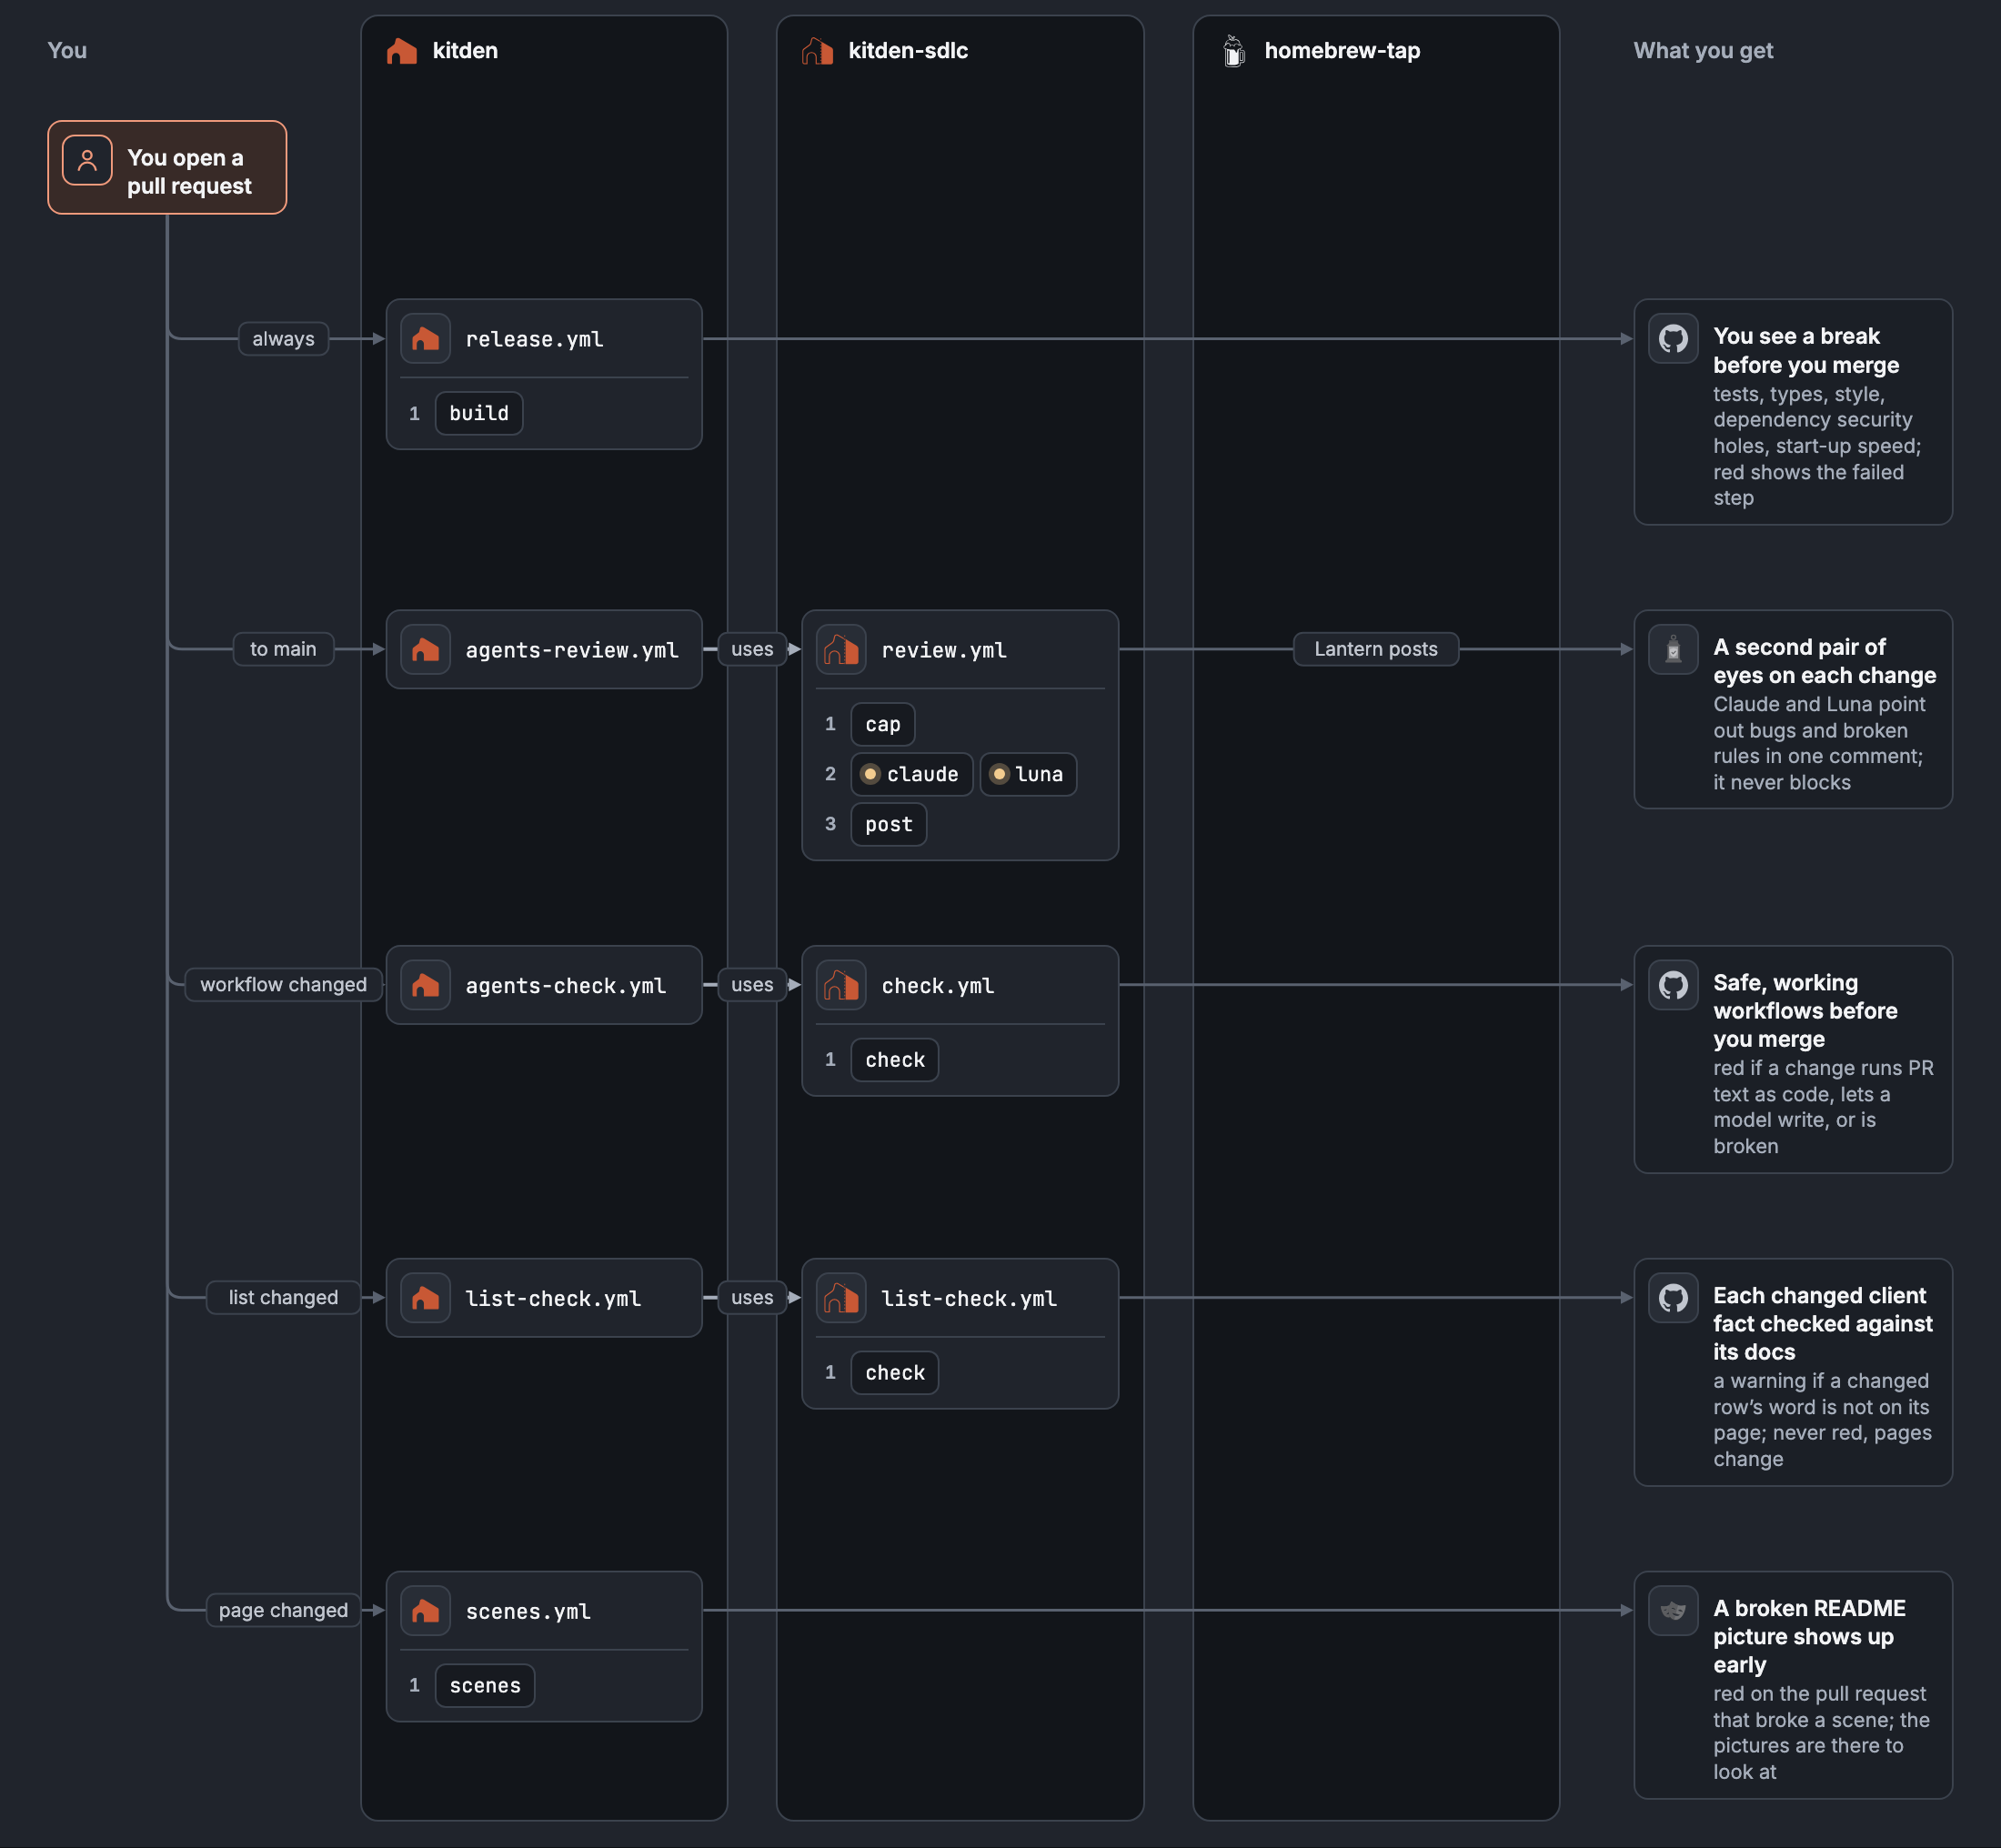 You
kitden
kitden-sdlc
homebrew-tap
What you get
You open a
pull request
always
release.yml
1 build
You see a break
before you merge
tests, types, style,
dependency security
holes, start-up speed;
red shows the failed
step
to main
agents-review.yml
uses
review.yml
1 cap
2 claude luna
3 post
Lantern posts
A second pair of
eyes on each change
Claude and Luna point
out bugs and broken
rules in one comment;
it never blocks
workflow changed
agents-check.yml
uses
check.yml
1 check
Safe, working
workflows before
you merge
red if a change runs PR
text as code, lets a
model write, or is
broken
list changed
list-check.yml
uses
list-check.yml
1 check
Each changed client
fact checked against
its docs
a warning if a changed
row’s word is not on its
page; never red, pages
change
page changed
scenes.yml
1 scenes
A broken README
picture shows up
early
red on the pull request
that broke a scene; the
pictures are there to
look at